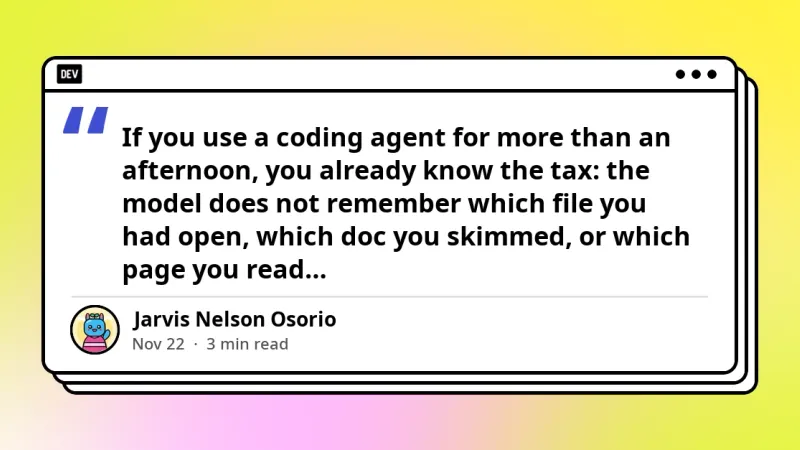 DEV
If you use a coding agent for more than an
afternoon, you already know the tax: the
model does not remember which file you
had open, which doc you skimmed, or which
page you read...
Jarvis Nelson Osorio
Nov 22 · 3 min read